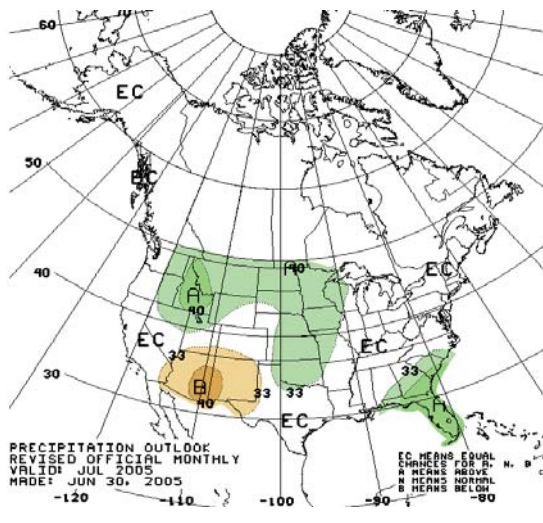 60
EC
50
EC
40
A
40
EC
A
40
EC
EC
33
33
30
B
40
33
33
EC
A
PRECIPITATION OUTLOOK
REVISED OFFICIAL MONTHLY
VALID: JUL 2005
MADE: JUN 30, 2005
EC MEANS EQUAL
CHANCES FOR A, N, B
A MEANS ABOVE
N MEANS NORMAL
B MEANS BELOW
-120
-110
-100
-90
-80